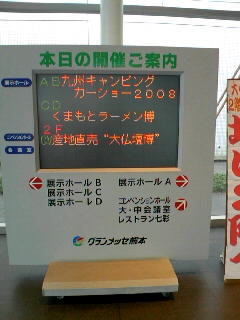 本日の開催ご案内
展示ホール
AB九州キャンピング
カーショー2008
CD
くまもとラーメン博
2F
CV産地直売“大仏壇博”
コンベンションホール
会議室
展示ホールB
展示ホールC
展示ホールD
展示ホールA
コンベンションホール
大・中会議室
レストラン七彩
グランメッセ熊本